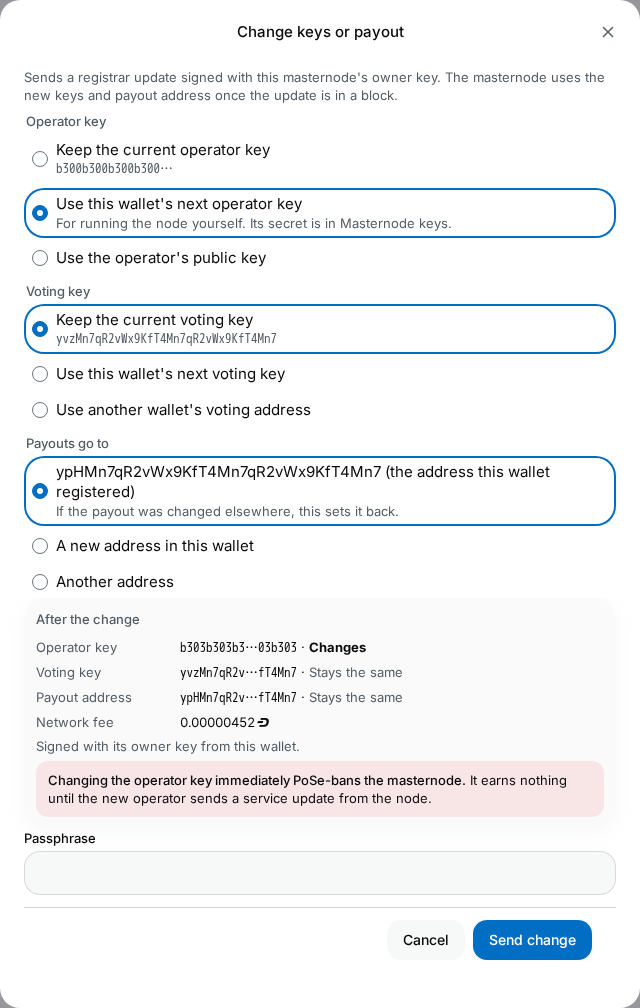 Change keys or payout
Sends a registrar update signed with this masternode's owner key. The masternode uses the
new keys and payout address once the update is in a block.
Operator key
Keep the current operator key
b300b300b300b300···
Use this wallet's next operator key
For running the node yourself. Its secret is in Masternode keys.
Use the operator's public key
Voting key
Keep the current voting key
yvzMn7qR2vWx9KfT4Mn7qR2vWx9KfT4Mn7
Use this wallet's next voting key
Use another wallet's voting address
Payouts go to
ypHMn7qR2vWx9KfT4Mn7qR2vWx9KfT4Mn7 (the address this wallet
registered)
If the payout was changed elsewhere, this sets it back.
A new address in this wallet
Another address
After the change
Operator key b303b303b3···03b303 · Changes
Voting key yvzMn7qR2v···fT4Mn7 · Stays the same
Payout address ypHMn7qR2v···fT4Mn7 · Stays the same
Network fee 0.00000452
Signed with its owner key from this wallet.
Changing the operator key immediately PoSe-bans the masternode. It earns nothing
until the new operator sends a service update from the node.
Passphrase
Cancel Send change